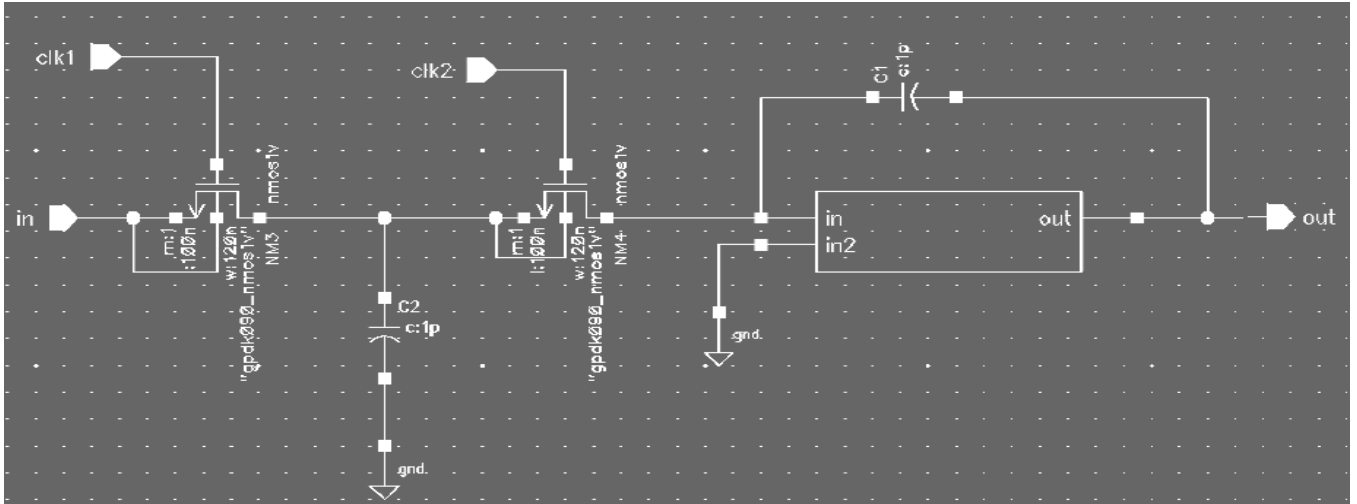 clk1
clk2
C1
c:1p
nmos1v
nmos1v
in
m:1
:100n
w:120n
"gpdk090_nmos1v"
NM3
m:1
l:100n
w:120n
"gpdk090_nmos1v"
NM4
in
out
in2
out
C2
c:1p
gnd.
gnd.